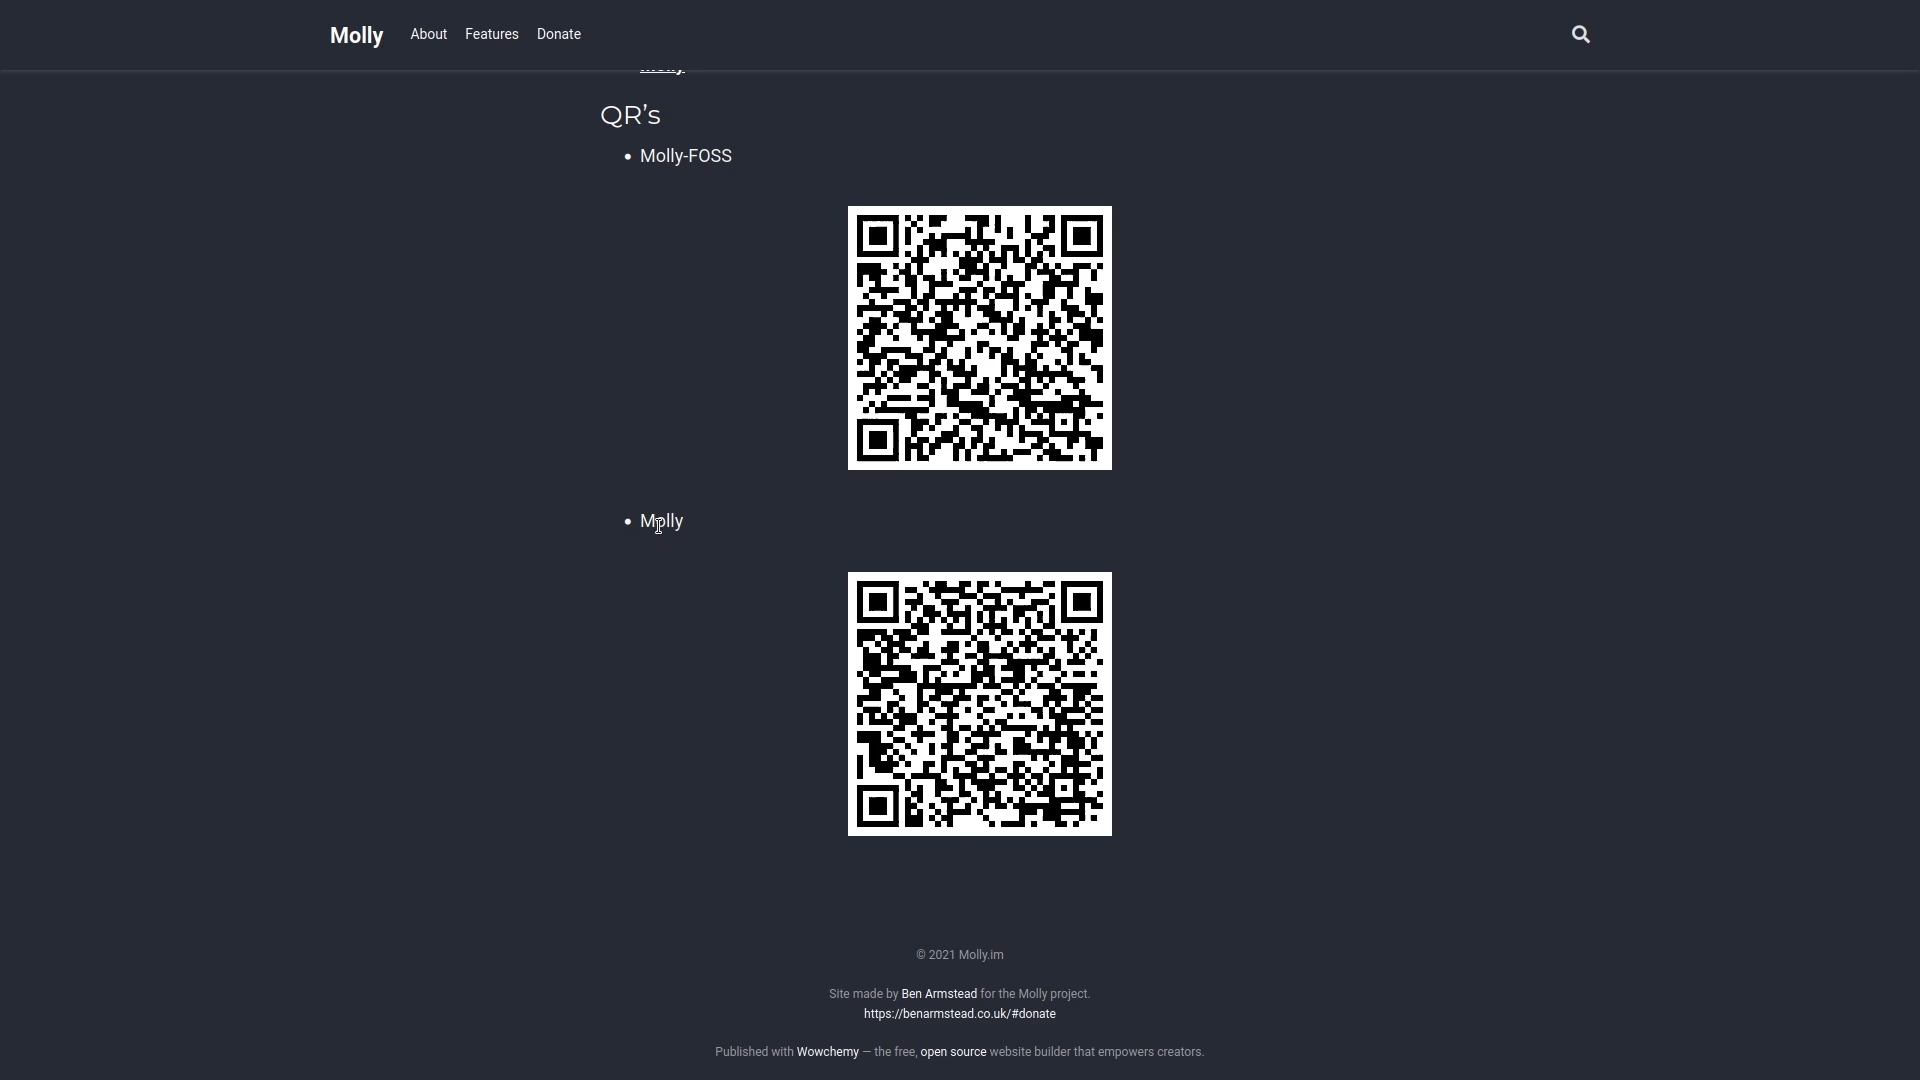 Molly About Features Donate
QR's
Molly-FOSS
Molly
© 2021 Molly.im
Site made by Ben Armstead for the Molly project.
https://benarmstead.co.uk/#donate
Published with Wowchemy — the free, open source website builder that empowers creators.